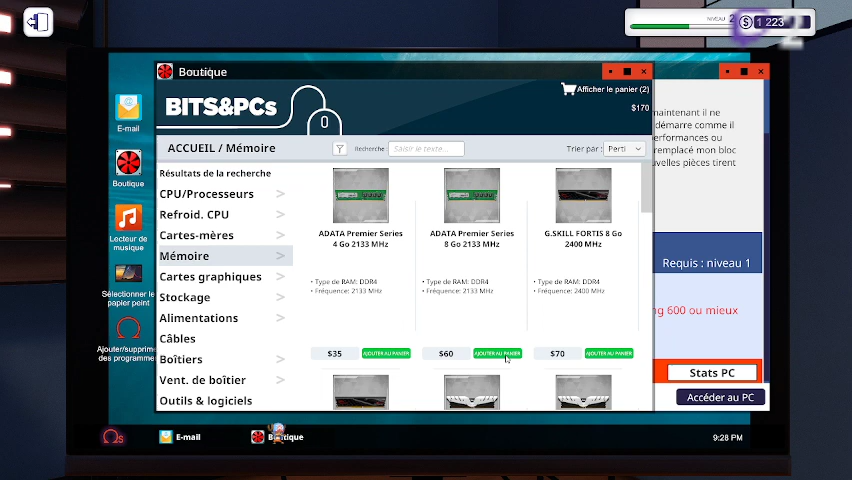 NIVEAU
1 223
Boutique
BITS&PCs
Afficher le panier (2)
$170
E-mail
Boutique
Lecteur de
musique
Sélectionner le
papier peint
Ajouter/supprime
des programmes
ACCUEIL / Mémoire
Recherche
Saisir le texte...
Trier par :
Perti
Résultats de la recherche
CPU/Processeurs
Refroid. CPU
Cartes-mères
Mémoire
Cartes graphiques
Stockage
Alimentations
Câbles
Boîtiers
Vent. de boîtier
Outils & logiciels
ADATA Premier Series
4 Go 2133 MHz
• Type de RAM: DDR4
• Fréquence: 2133 MHz
$35
AJOUTER AU PANIER
ADATA Premier Series
8 Go 2133 MHz
• Type de RAM: DDR4
• Fréquence: 2133 MHz
$60
AJOUTER AU PANIER
G.SKILL FORTIS 8 Go
2400 MHz
• Type de RAM: DDR4
• Fréquence: 2400 MHz
$70
AJOUTER AU PANIER
maintenant il ne
démarre comme il
performances ou
remplacé mon bloc
uvelles pièces tirent
Requis : niveau 1
ng 600 ou mieux
Stats PC
Accéder au PC
Ωs
E-mail
9:28 PM